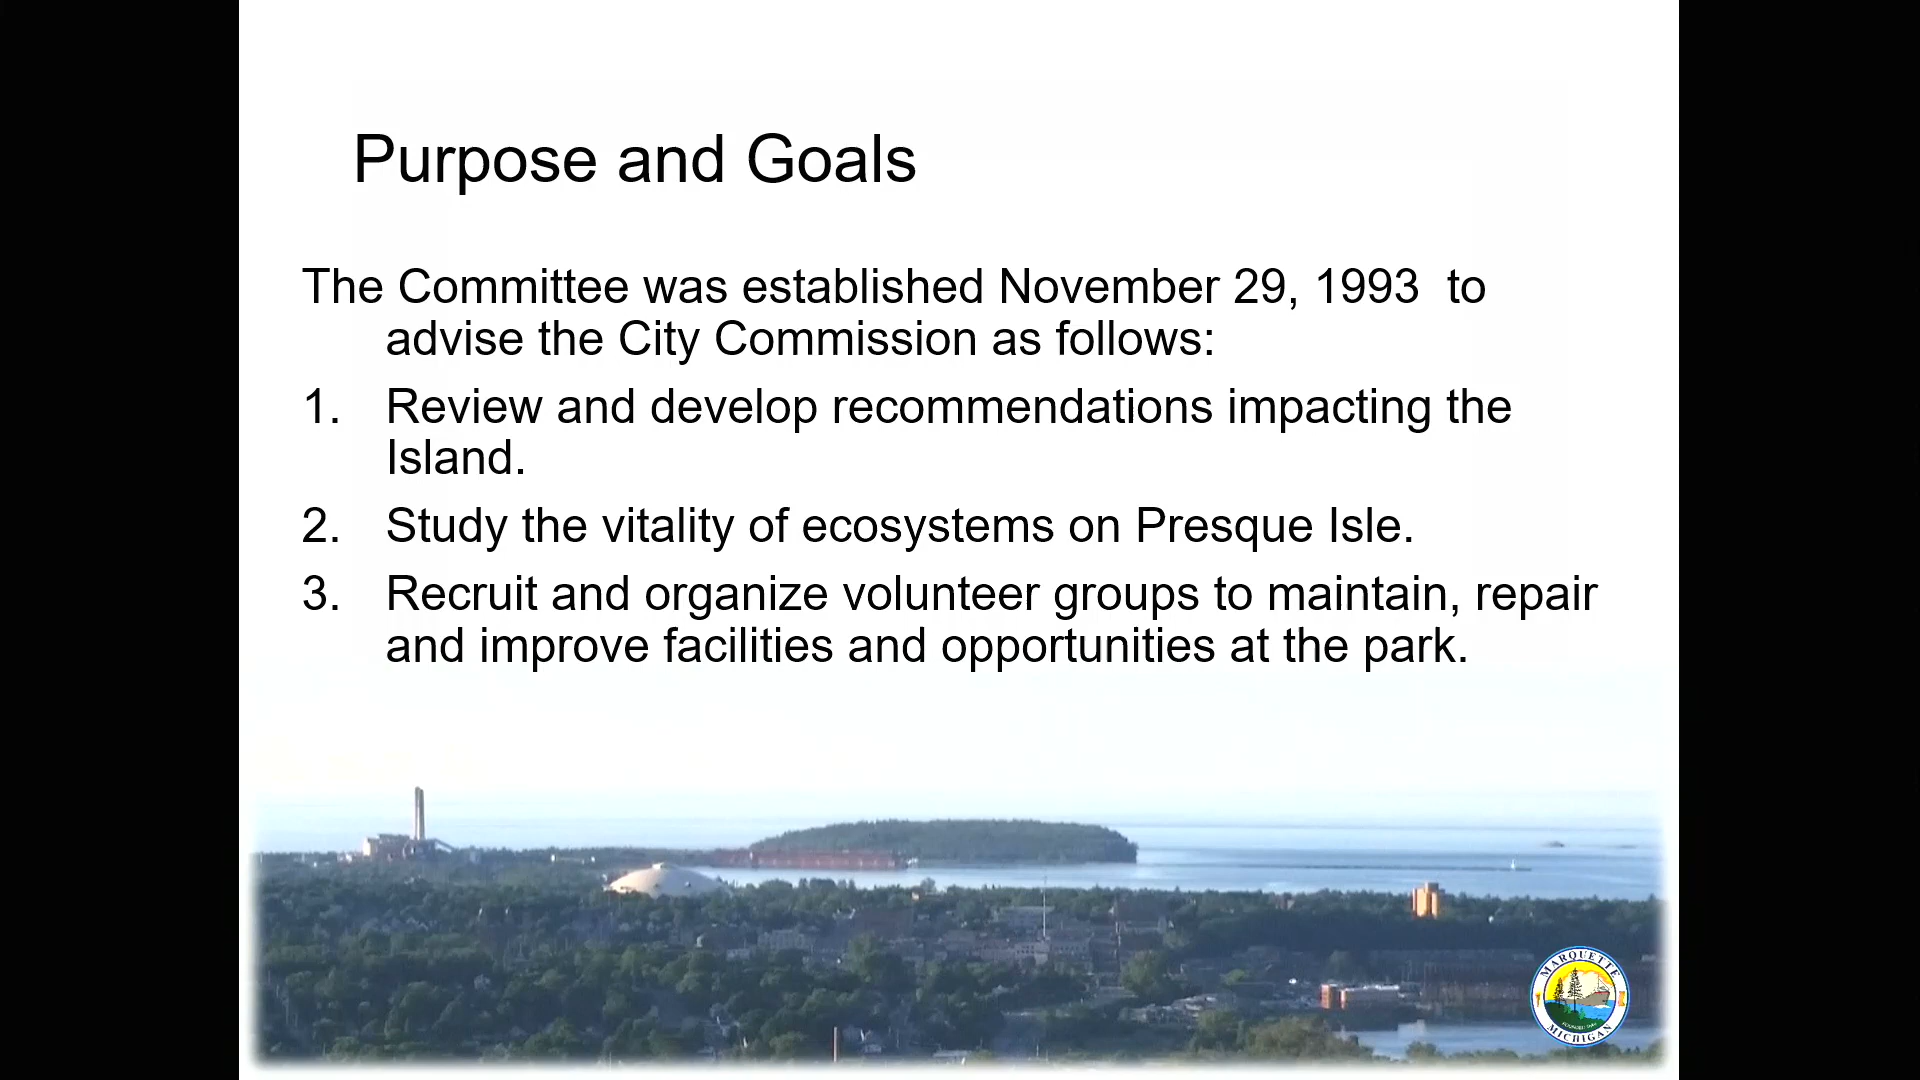 Purpose and Goals
The Committee was established November 29, 1993  to
advise the City Commission as follows:
1. Review and develop recommendations impacting the
Island.
2. Study the vitality of ecosystems on Presque Isle.
3. Recruit and organize volunteer groups to maintain, repair
and improve facilities and opportunities at the park.
MARQUETTE
MICHIGAN